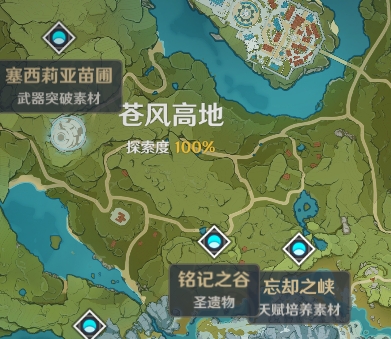 塞西莉亚苗圃
武器突破素材
苍风高地
探索度 100%
铭记之谷
圣遗物
忘却之峡
天赋培养素材